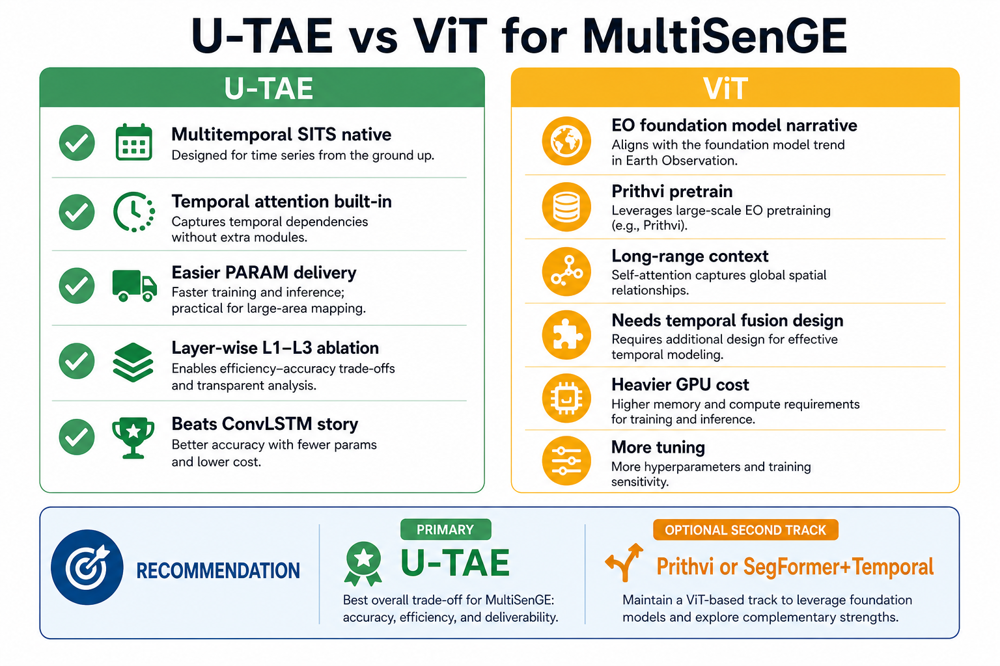 U-TAE vs ViT for MultiSenGE
U-TAE
Multitemporal SITS native
Designed for time series from the ground up.
Temporal attention built-in
Captures temporal dependencies
without extra modules.
Easier PARAM delivery
Faster training and inference;
practical for large-area mapping.
Layer-wise L1–L3 ablation
Enables efficiency–accuracy trade-offs
and transparent analysis.
Beats ConvLSTM story
Better accuracy with fewer params
and lower cost.
ViT
EO foundation model narrative
Aligns with the foundation model trend
in Earth Observation.
Prithvi pretrain
Leverages large-scale EO pretraining
(e.g., Prithvi).
Long-range context
Self-attention captures global spatial
relationships.
Needs temporal fusion design
Requires additional design for effective
temporal modeling.
Heavier GPU cost
Higher memory and compute requirements
for training and inference.
More tuning
More hyperparameters and training
sensitivity.
RECOMMENDATION
PRIMARY
U-TAE
Best overall trade-off for MultiSenGE:
accuracy, efficiency, and deliverability.
OPTIONAL SECOND TRACK
Prithvi or SegFormer+Temporal
Maintain a ViT-based track to leverage foundation
models and explore complementary strengths.